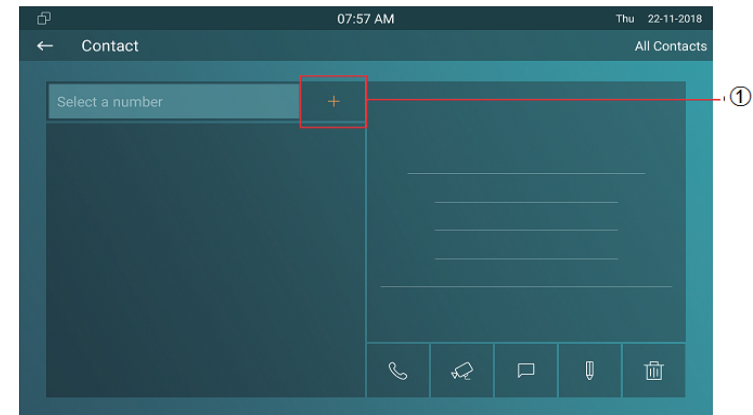 07:57 AM
Thu 22-11-2018
Contact
All Contacts
Select a number
①